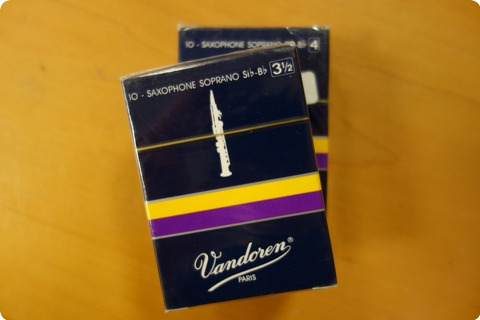 10 - SAXOPHONE SOPRANO Si♭-B♭ 4
10 - SAXOPHONE SOPRANO Si♭-B♭ 3½
Vandoren®
PARIS